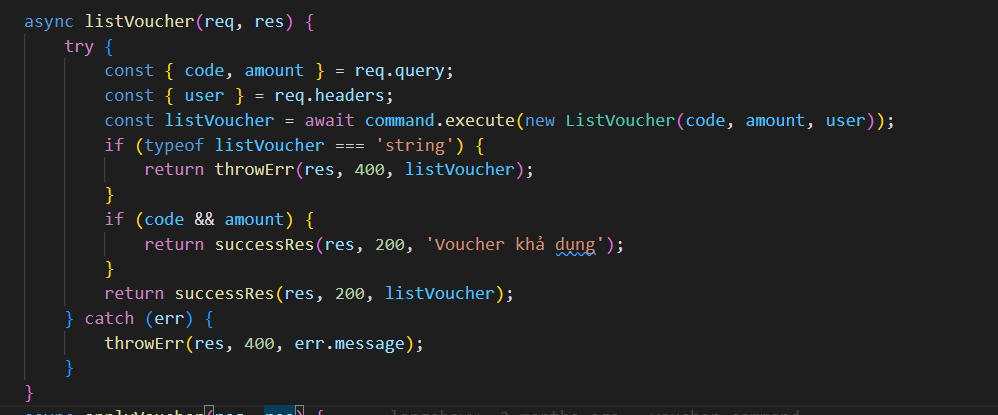 async listVoucher(req, res) {
try {
const { code, amount } = req.query;
const { user } = req.headers;
const listVoucher = await command.execute(new ListVoucher(code, amount, user));
if (typeof listVoucher === 'string') {
return throwErr(res, 400, listVoucher);
}
if (code && amount) {
return successRes(res, 200, 'Voucher khả dụng');
}
return successRes(res, 200, listVoucher);
} catch (err) {
throwErr(res, 400, err.message);
}
}